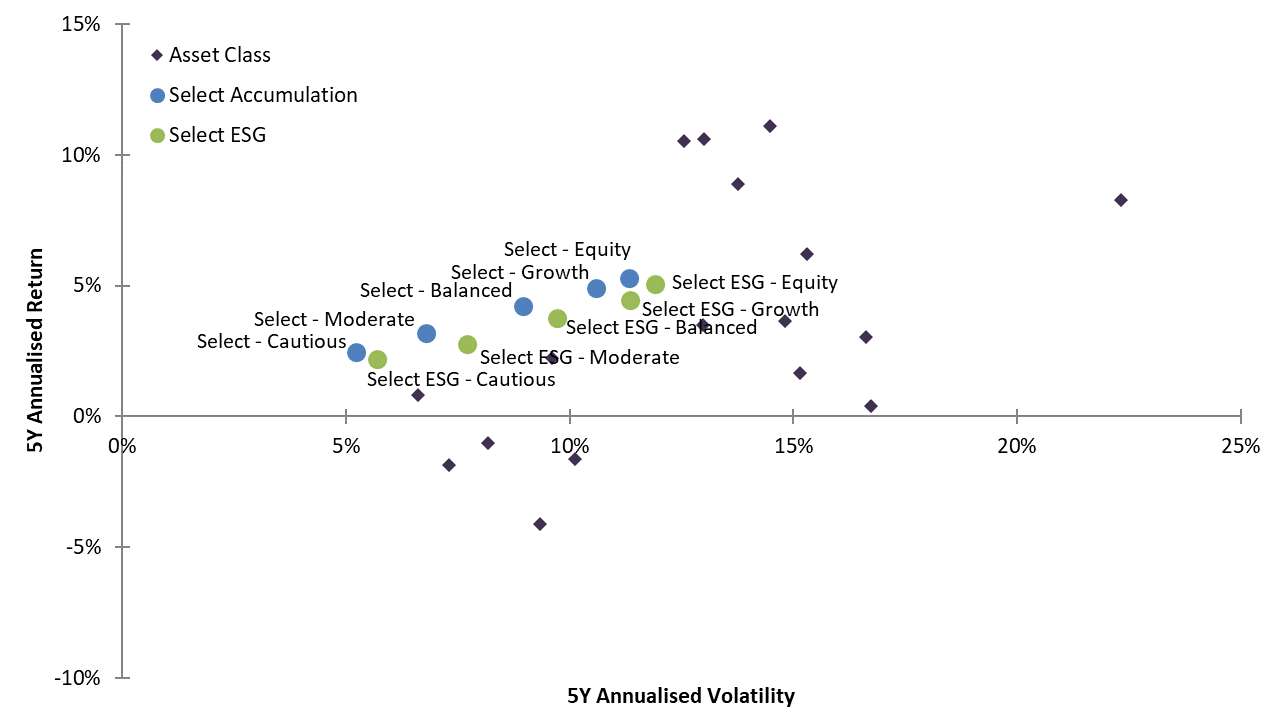 15%
Asset Class
Select Accumulation
Select ESG
10%
Select - Equity
Select - Growth
Select ESG - Equity
5%
Select - Balanced
Select ESG - Growth
Select - Moderate
Select ESG - Balanced
Select - Cautious
Select ESG - Moderate
Select ESG - Cautious
5Y Annualised Return
0%
0%
5%
10%
15%
20%
25%
-5%
-10%
5Y Annualised Volatility